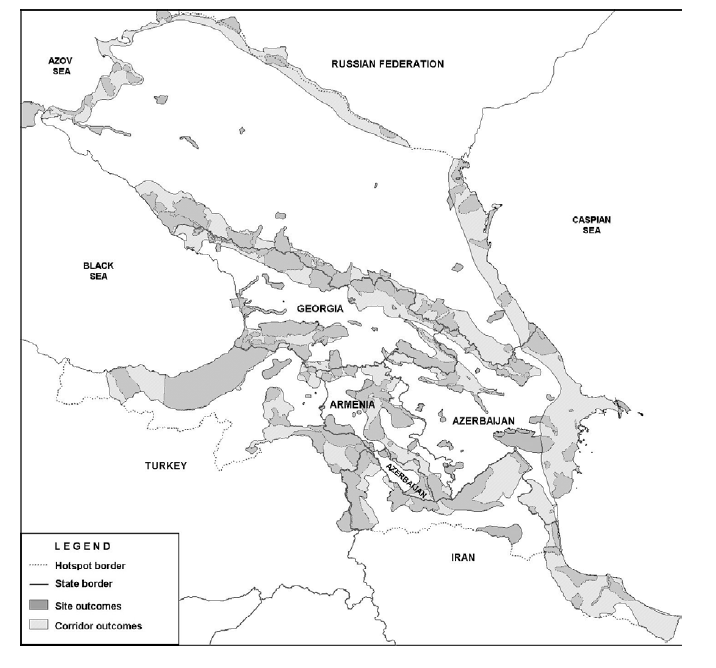 AZOV
SEA
RUSSIAN FEDERATION
CASPIAN
SEA
BLACK
SEA
GEORGIA
ARMENIA
AZERBAIJAN
TURKEY
AZERBAIJAN
IRAN
LEGEND
Hotspot border
State border
Site outcomes
Corridor outcomes